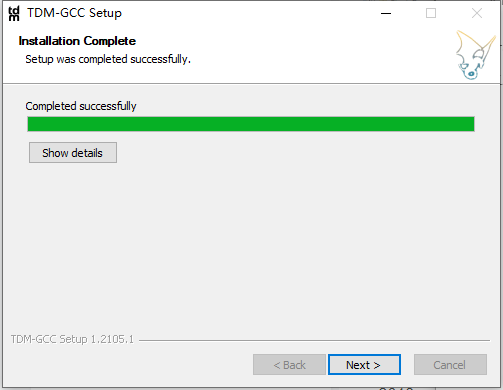 tdm TDM-GCC Setup
Installation Complete
Setup was completed successfully.
Completed successfully
Show details
TDM-GCC Setup 1.2105.1
< Back Next > Cancel